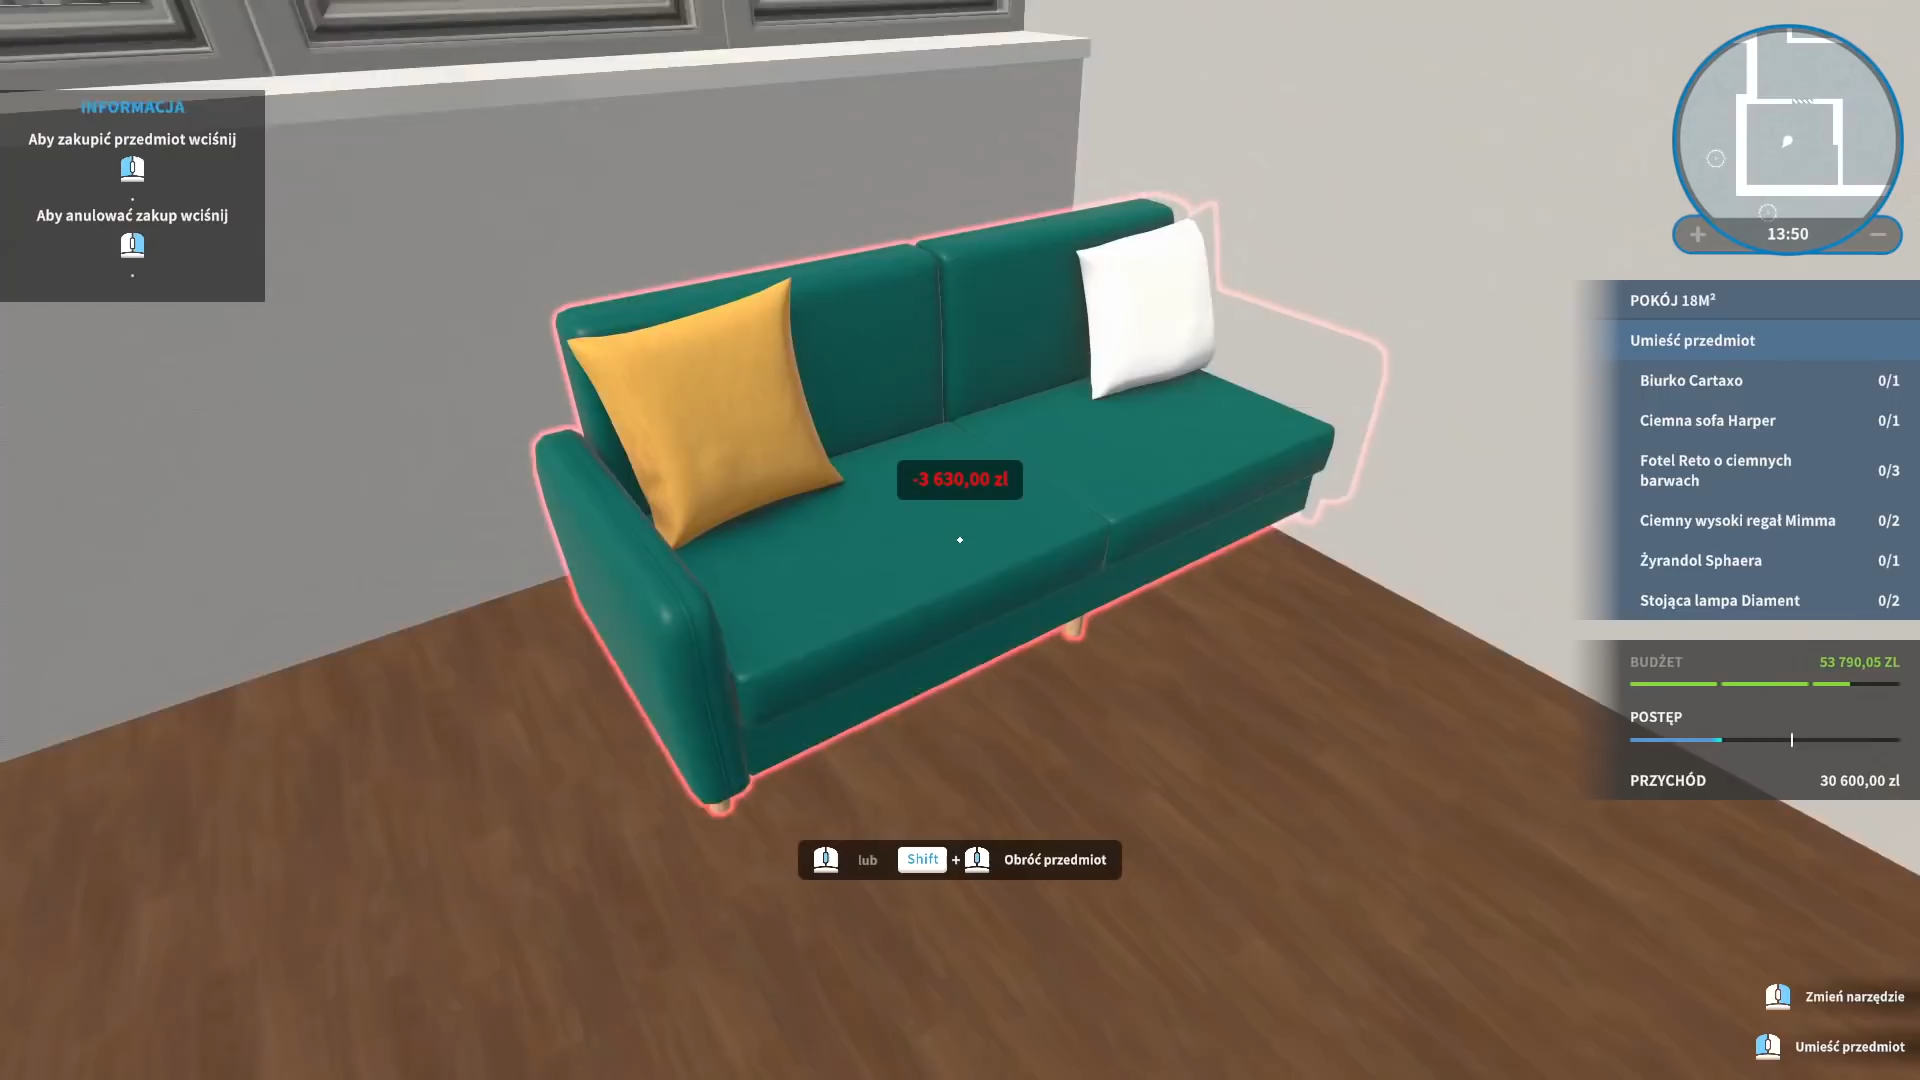 INFORMACJA
Aby zakupić przedmiot wciśnij
.
Aby anulować zakup wciśnij
.
13:50
POKÓJ 18M²
Umieść przedmiot
Biurko Cartaxo 0/1
Ciemna sofa Harper 0/1
Fotel Reto o ciemnych
barwach 0/3
Ciemny wysoki regał Mimma 0/2
Żyrandol Sphaera 0/1
Stojąca lampa Diament 0/2
-3 630,00 zl
BUDŻET 53 790,05 ZL
POSTĘP
PRZYCHÓD 30 600,00 zl
lub Shift + Obróć przedmiot
Zmień narzędzie
Umieść przedmiot